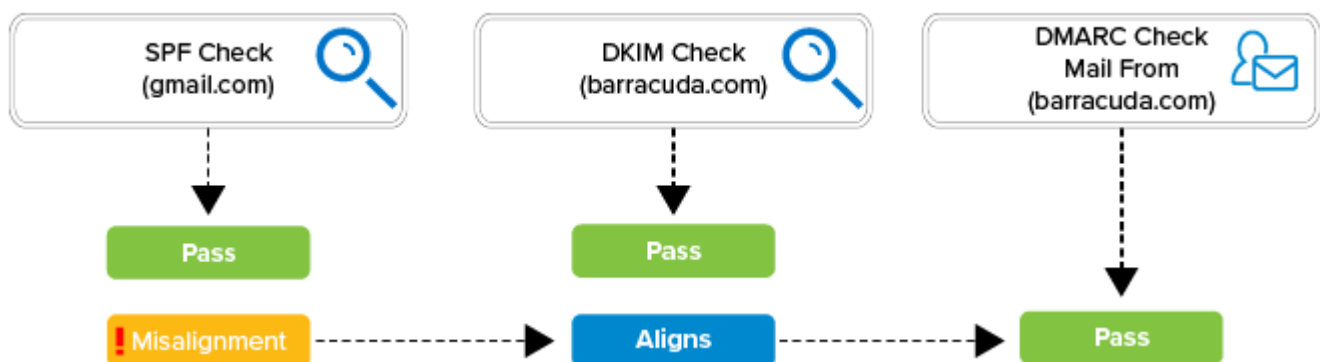 SPF Check
(gmail.com)
DKIM Check
(barracuda.com)
DMARC Check
Mail From
(barracuda.com)
Pass
Pass
! Misalignment
Aligns
Pass